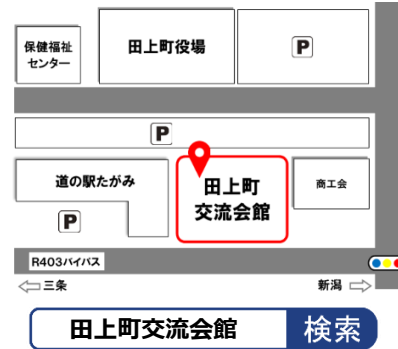 保健福祉
センター
田上町役場
P
P
道の駅たがみ
P
田上町
交流会館
商工会
R403バイパス
三条
新潟
田上町交流会館
検索